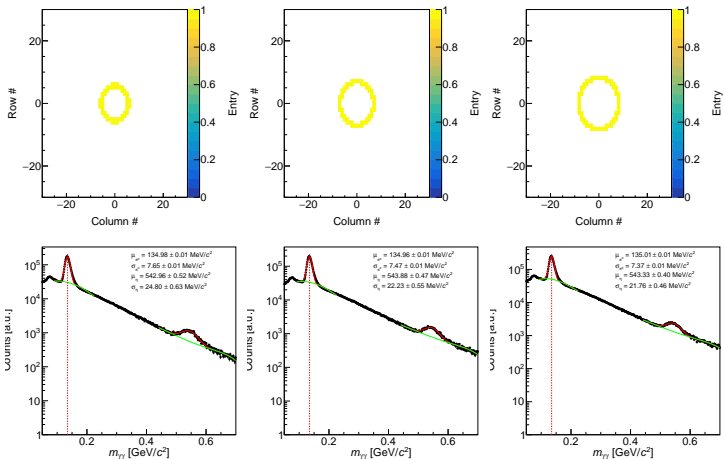 20
0
−20
−20
0
20
Column #
Row #
1
0.8
0.6
0.4
0.2
0
Entry
20
0
−20
−20
0
20
Column #
Row #
1
0.8
0.6
0.4
0.2
0
Entry
20
0
−20
−20
0
20
Column #
Row #
1
0.8
0.6
0.4
0.2
0
Entry
μπ⁰ = 134.98 ± 0.01 MeV/c²
σπ⁰ = 7.65 ± 0.01 MeV/c²
μη = 542.96 ± 0.52 MeV/c²
ση = 24.80 ± 0.63 MeV/c²
10⁵
10⁴
10³
10²
10
1
Counts [a.u.]
0.2
0.4
0.6
mγγ [GeV/c²]
μπ⁰ = 134.96 ± 0.01 MeV/c²
σπ⁰ = 7.47 ± 0.01 MeV/c²
μη = 543.88 ± 0.47 MeV/c²
ση = 22.23 ± 0.55 MeV/c²
10⁵
10⁴
10³
10²
10
1
Counts [a.u.]
0.2
0.4
0.6
mγγ [GeV/c²]
μπ⁰ = 135.01 ± 0.01 MeV/c²
σπ⁰ = 7.37 ± 0.01 MeV/c²
μη = 543.33 ± 0.40 MeV/c²
ση = 21.76 ± 0.46 MeV/c²
10⁵
10⁴
10³
10²
10
1
Counts [a.u.]
0.2
0.4
0.6
mγγ [GeV/c²]